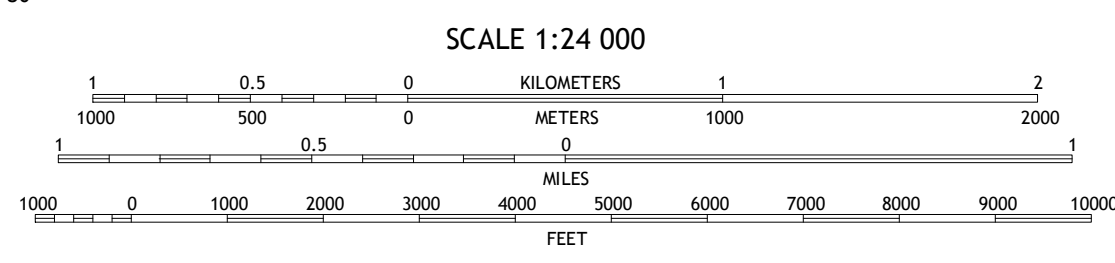 SCALE 1:24 000
1 0.5 0 KILOMETERS 1 2
1000 500 0 METERS 1000 2000
1 0.5 0 1
MILES
1000 0 1000 2000 3000 4000 5000 6000 7000 8000 9000 10000
FEET